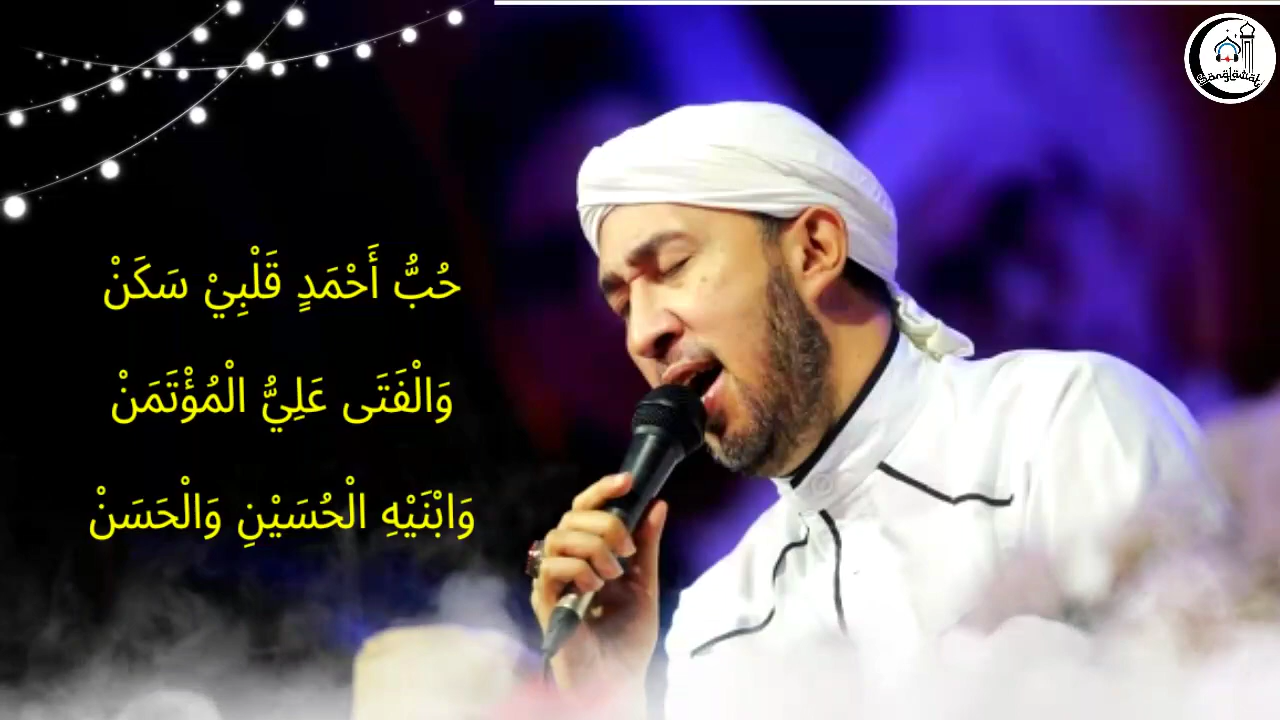 حُبُّ أَحْمَدٍ قَلْبِيْ سَكَنْ
وَالْفَتَى عَلِيُّ الْمُؤْتَمَنْ
وَابْنَيْهِ الْحُسَيْنِ وَالْحَسَنْ